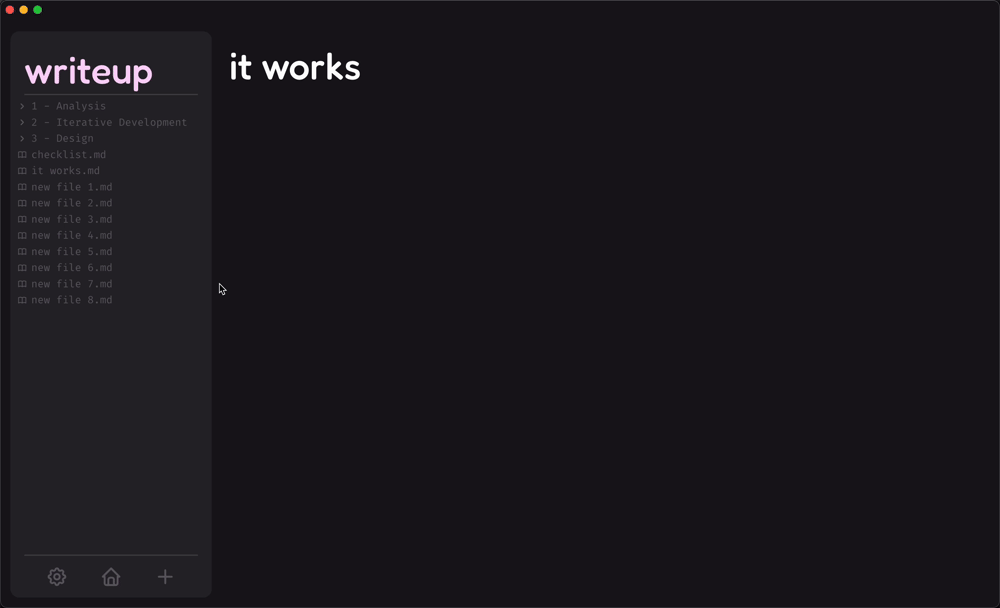 writeup
1 - Analysis
2 - Iterative Development
3 - Design
checklist.md
it works.md
new file 1.md
new file 2.md
new file 3.md
new file 4.md
new file 5.md
new file 6.md
new file 7.md
new file 8.md
it works